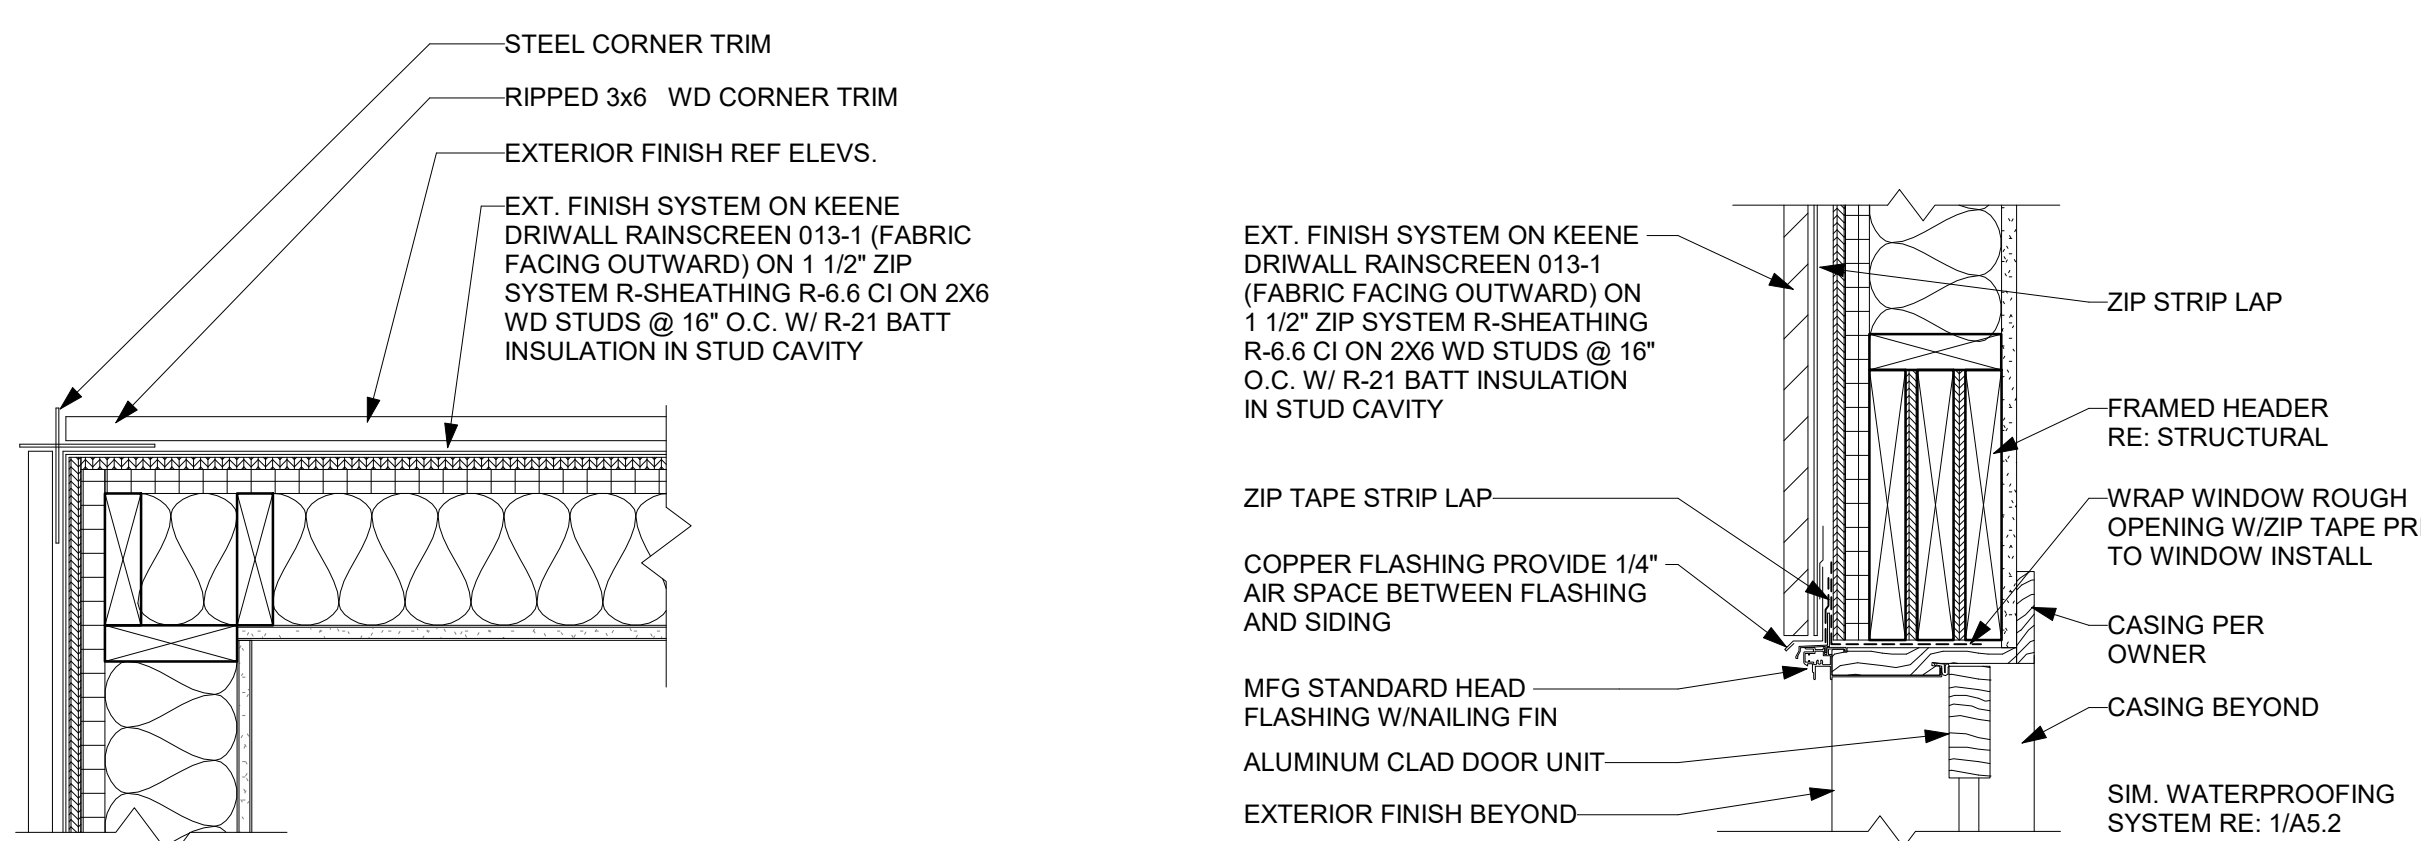 STEEL CORNER TRIM
RIPPED 3x6 WD CORNER TRIM
EXTERIOR FINISH REF ELEVS.
EXT. FINISH SYSTEM ON KEENE
DRIWALL RAINSCREEN 013-1 (FABRIC
FACING OUTWARD) ON 1 1/2" ZIP
SYSTEM R-SHEATHING R-6.6 CI ON 2X6
WD STUDS @ 16" O.C. W/ R-21 BATT
INSULATION IN STUD CAVITY
EXT. FINISH SYSTEM ON KEENE
DRIWALL RAINSCREEN 013-1
(FABRIC FACING OUTWARD) ON
1 1/2" ZIP SYSTEM R-SHEATHING
R-6.6 CI ON 2X6 WD STUDS @ 16"
O.C. W/ R-21 BATT INSULATION
IN STUD CAVITY
ZIP TAPE STRIP LAP
COPPER FLASHING PROVIDE 1/4"
AIR SPACE BETWEEN FLASHING
AND SIDING
MFG STANDARD HEAD
FLASHING W/NAILING FIN
ALUMINUM CLAD DOOR UNIT
EXTERIOR FINISH BEYOND
ZIP STRIP LAP
FRAMED HEADER
RE: STRUCTURAL
WRAP WINDOW ROUGH
OPENING W/ZIP TAPE
TO WINDOW INSTALL
CASING PER
OWNER
CASING BEYOND
SIM. WATERPROOFING
SYSTEM RE: 1/A5.2